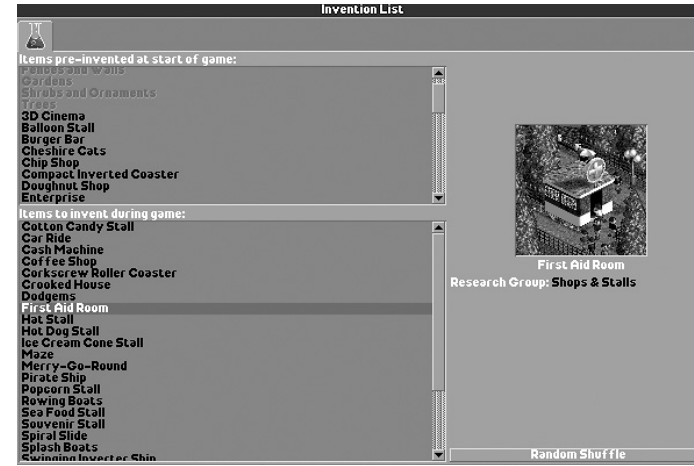 Invention List
Items pre-invented at start of game:
Fences and Walls
Gardens
Shrubs and Ornaments
Trees
3D Cinema
Balloon Stall
Burger Bar
Cheshire Cats
Chip Shop
Compact Inverted Coaster
Doughnut Shop
Enterprise
Items to invent during game:
Cotton Candy Stall
Car Ride
Cash Machine
Coffee Shop
Corkscrew Roller Coaster
Crooked House
Dodgems
First Aid Room
Hat Stall
Hot Dog Stall
Ice Cream Cone Stall
Maze
Merry-Go-Round
Pirate Ship
Popcorn Stall
Rowing Boats
Sea Food Stall
Souvenir Stall
Spiral Slide
Splash Boats
Swinging Inverter Ship
First Aid Room
Research Group: Shops & Stalls
Random Shuffle